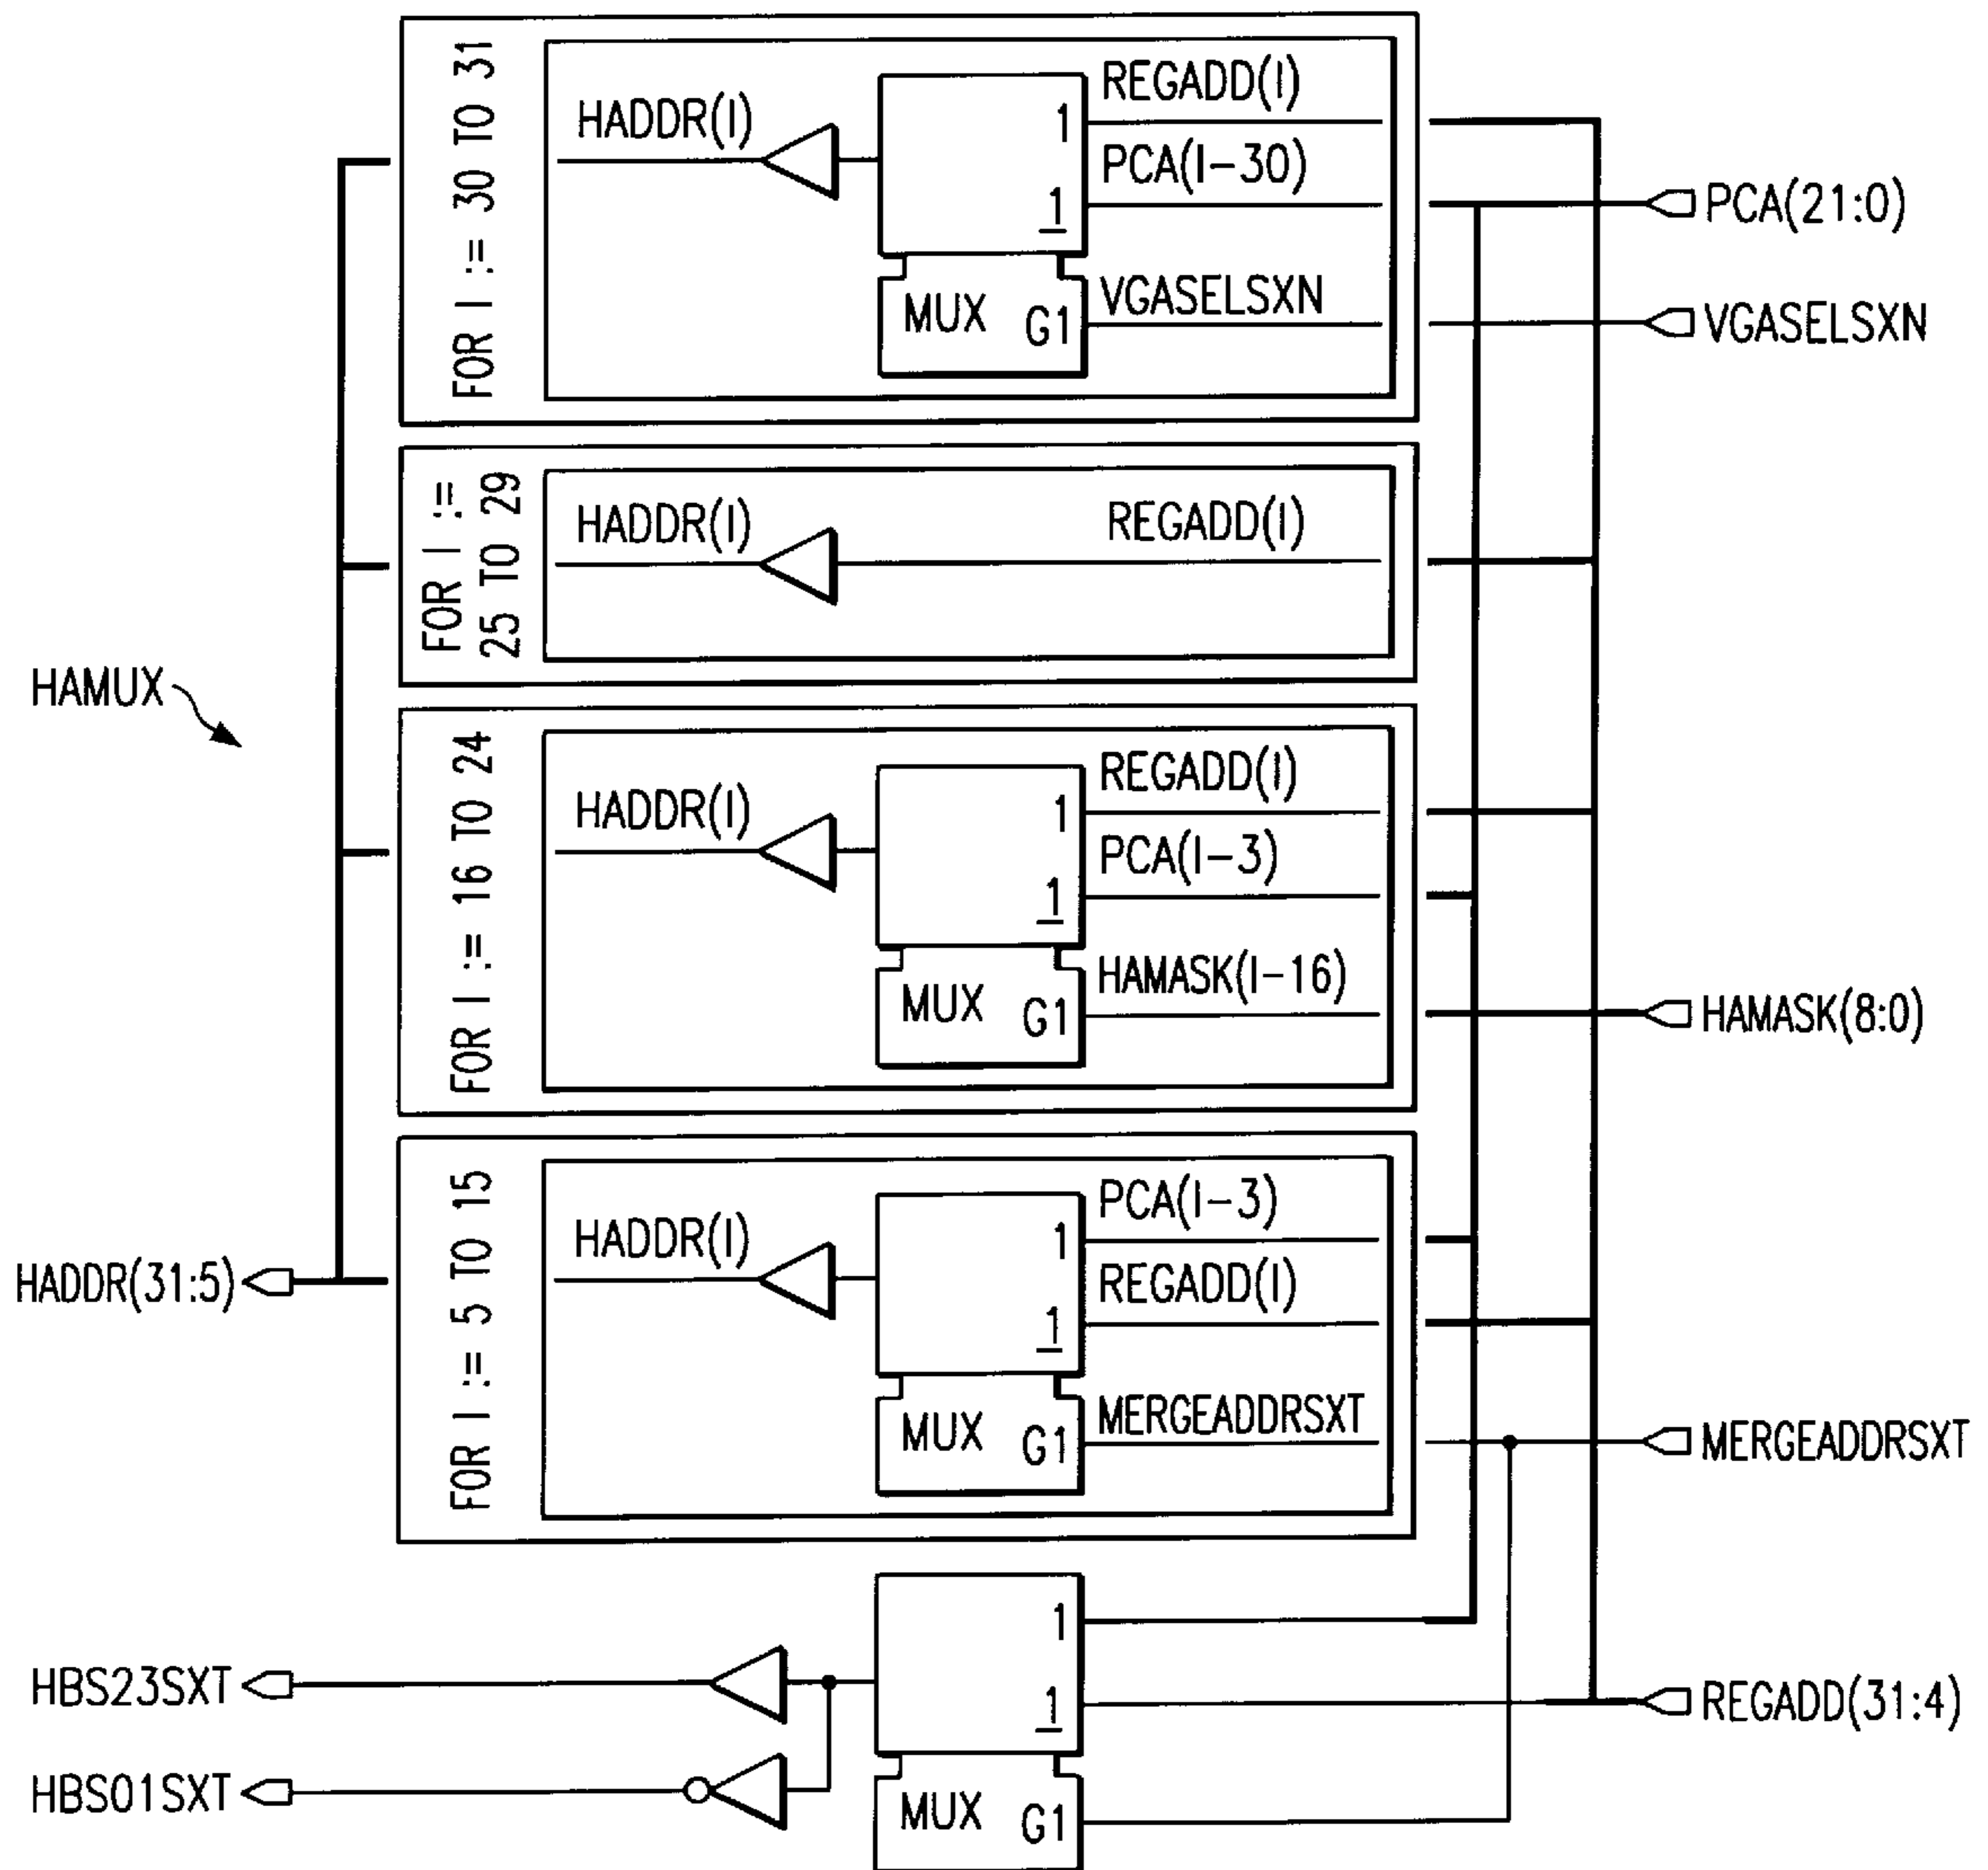 FOR I := 30 TO 31
HADDR(I)
1
1
REGADD(I)
PCA(I-30)
MUX G1
VGASELSXN
PCA(21:0)
VGASELSXN
FOR I :=
25 TO 29
HADDR(I)
REGADD(I)
HAMUX
FOR I := 16 TO 24
HADDR(I)
1
1
REGADD(I)
PCA(I-3)
MUX G1
HAMASK(I-16)
HAMASK(8:0)
FOR I := 5 TO 15
HADDR(I)
1
1
PCA(I-3)
REGADD(I)
MUX G1
MERGEADDRSXT
HADDR(31:5)
MERGEADDRSXT
1
1
MUX G1
HBS23SXT
HBS01SXT
REGADD(31:4)